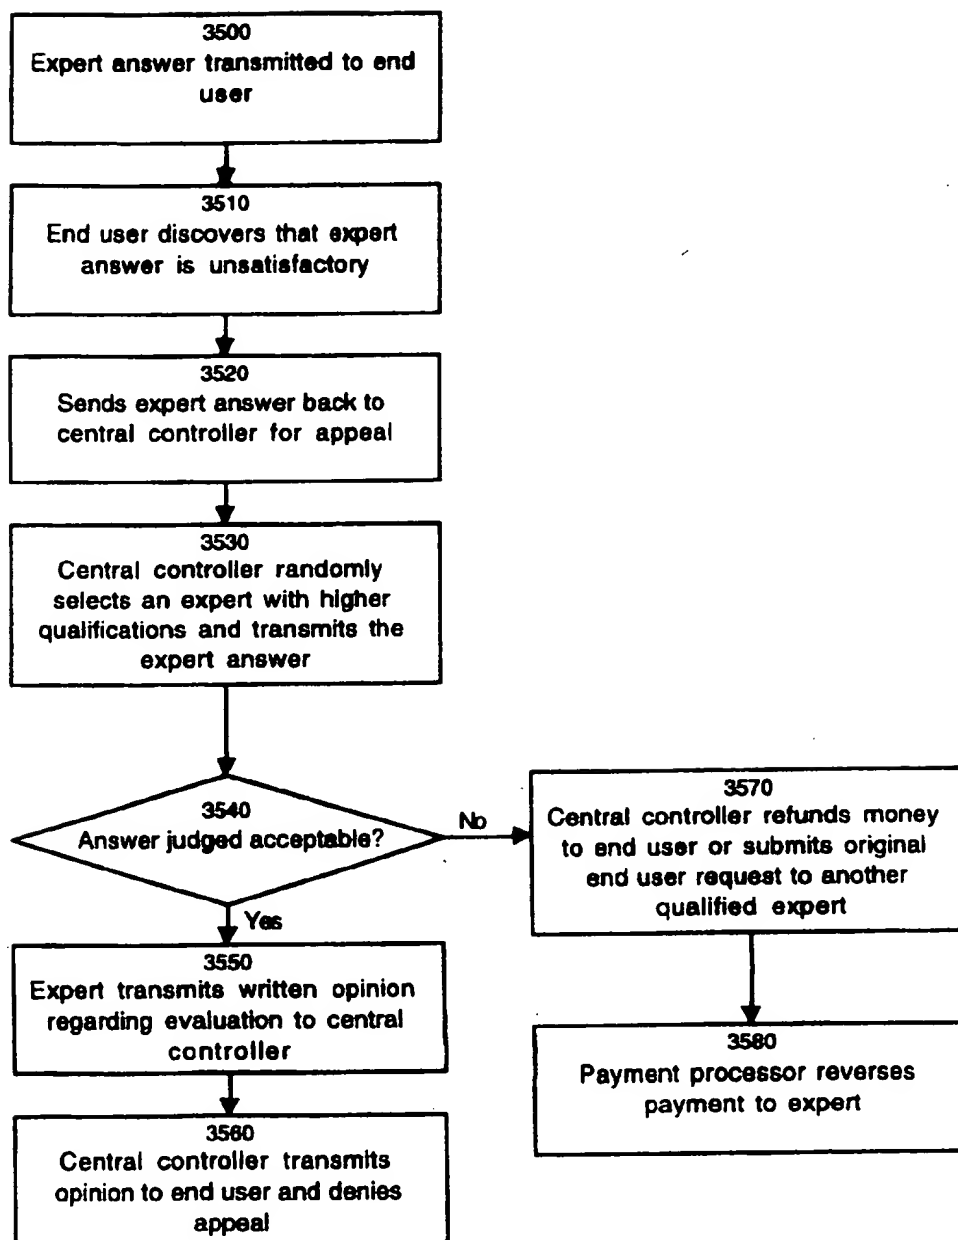 3500
Expert answer transmitted to end
user
3510
End user discovers that expert
answer is unsatisfactory
3520
Sends expert answer back to
central controller for appeal
3530
Central controller randomly
selects an expert with higher
qualifications and transmits the
expert answer
3540
Answer judged acceptable?
No
3570
Central controller refunds money
to end user or submits original
end user request to another
qualified expert
Yes
3550
Expert transmits written opinion
regarding evaluation to central
controller
3580
Payment processor reverses
payment to expert
3560
Central controller transmits
opinion to end user and denies
appeal